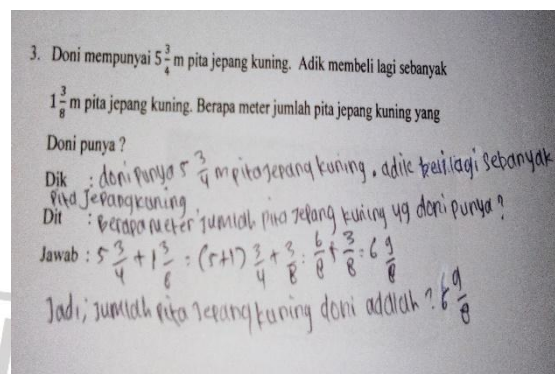 3. Doni mempunyai 5 3/4 m pita jepang kuning. Adik membeli lagi sebanyak
1 3/8 m pita jepang kuning. Berapa meter jumlah pita jepang kuning yang
Doni punya ?
Dik : doni punya 5 3/4 m pita jepang kuning. adik beli lagi sebanyak
pita Jepang kuning
Dit : Berapa meter jumlah pita jepang kuning yg doni punya ?
Jawab : 5 3/4 + 1 3/8 : (5+1) 3/4 + 3/8 : 6/8 + 3/8 = 6 9/8
Jadi, jumlah pita jepang kuning doni adalah ? 6 9/8